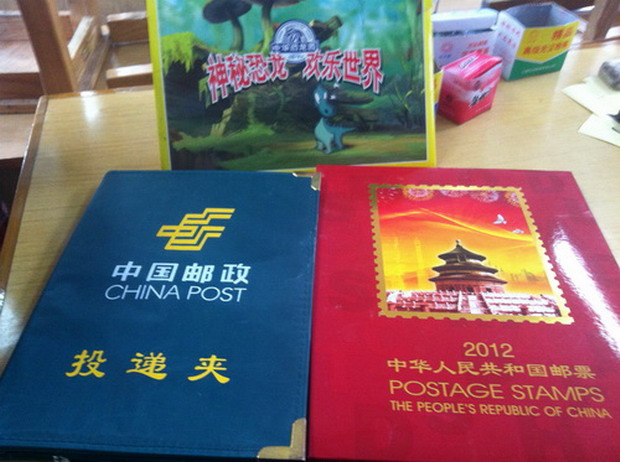 中华恐龙园
神秘恐龙 欢乐世界
精品
中国邮政
CHINA POST
投递夹
2012
中华人民共和国邮票
POSTAGE STAMPS
THE PEOPLE'S REPUBLIC OF CHINA